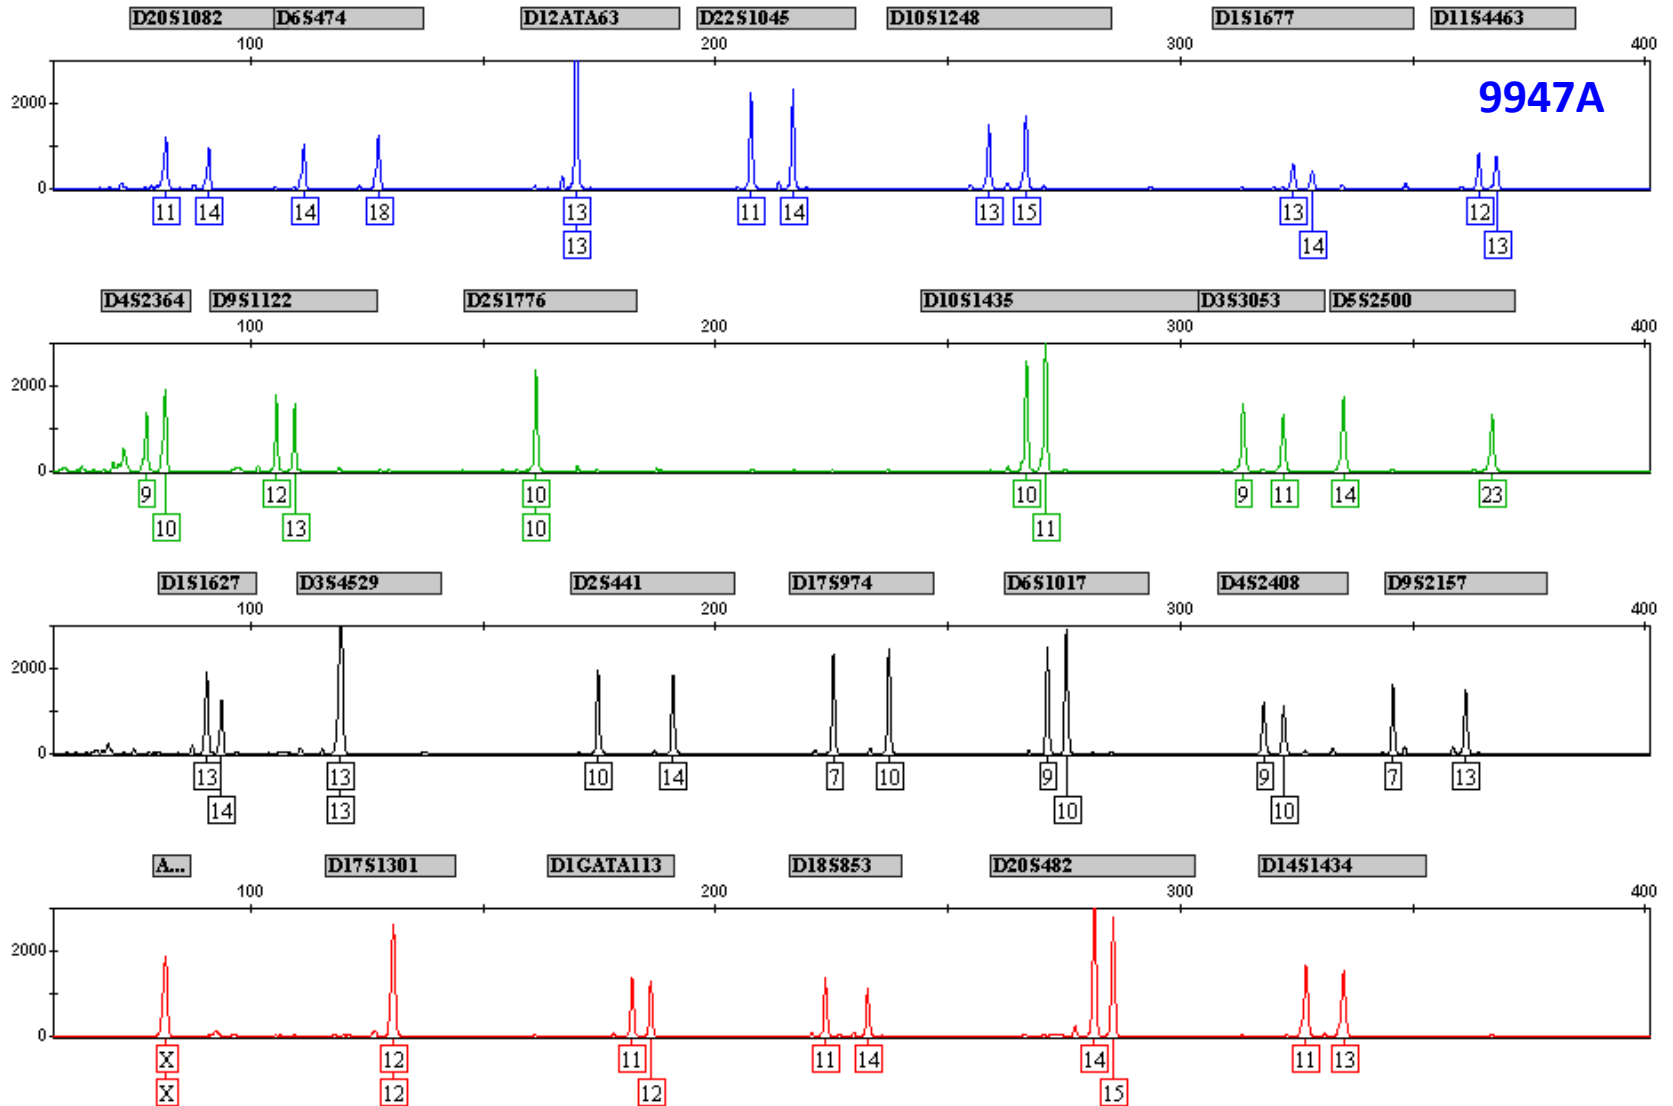 D20S1082 D6S474 D12ATA63 D22S1045 D10S1248 D1S1677 D11S4463
100 200 300 400
9947A
2000
0
11 14 14 18 13 11 14 13 15 13 12
13 14 13
D4S2364 D9S1122 D2S1776 D10S1435 D3S3053 D5S2500
100 200 300 400
2000
0
9 12 10 10 9 11 14 23
10 13 10 11
D1S1627 D3S4529 D2S441 D17S974 D6S1017 D4S2408 D9S2157
100 200 300 400
2000
0
13 13 10 14 7 10 9 9 7 13
14 13 10 10
A... D17S1301 D1GATA113 D18S853 D20S482 D14S1434
100 200 300 400
2000
0
X 12 11 11 14 14 11 13
X 12 12 15